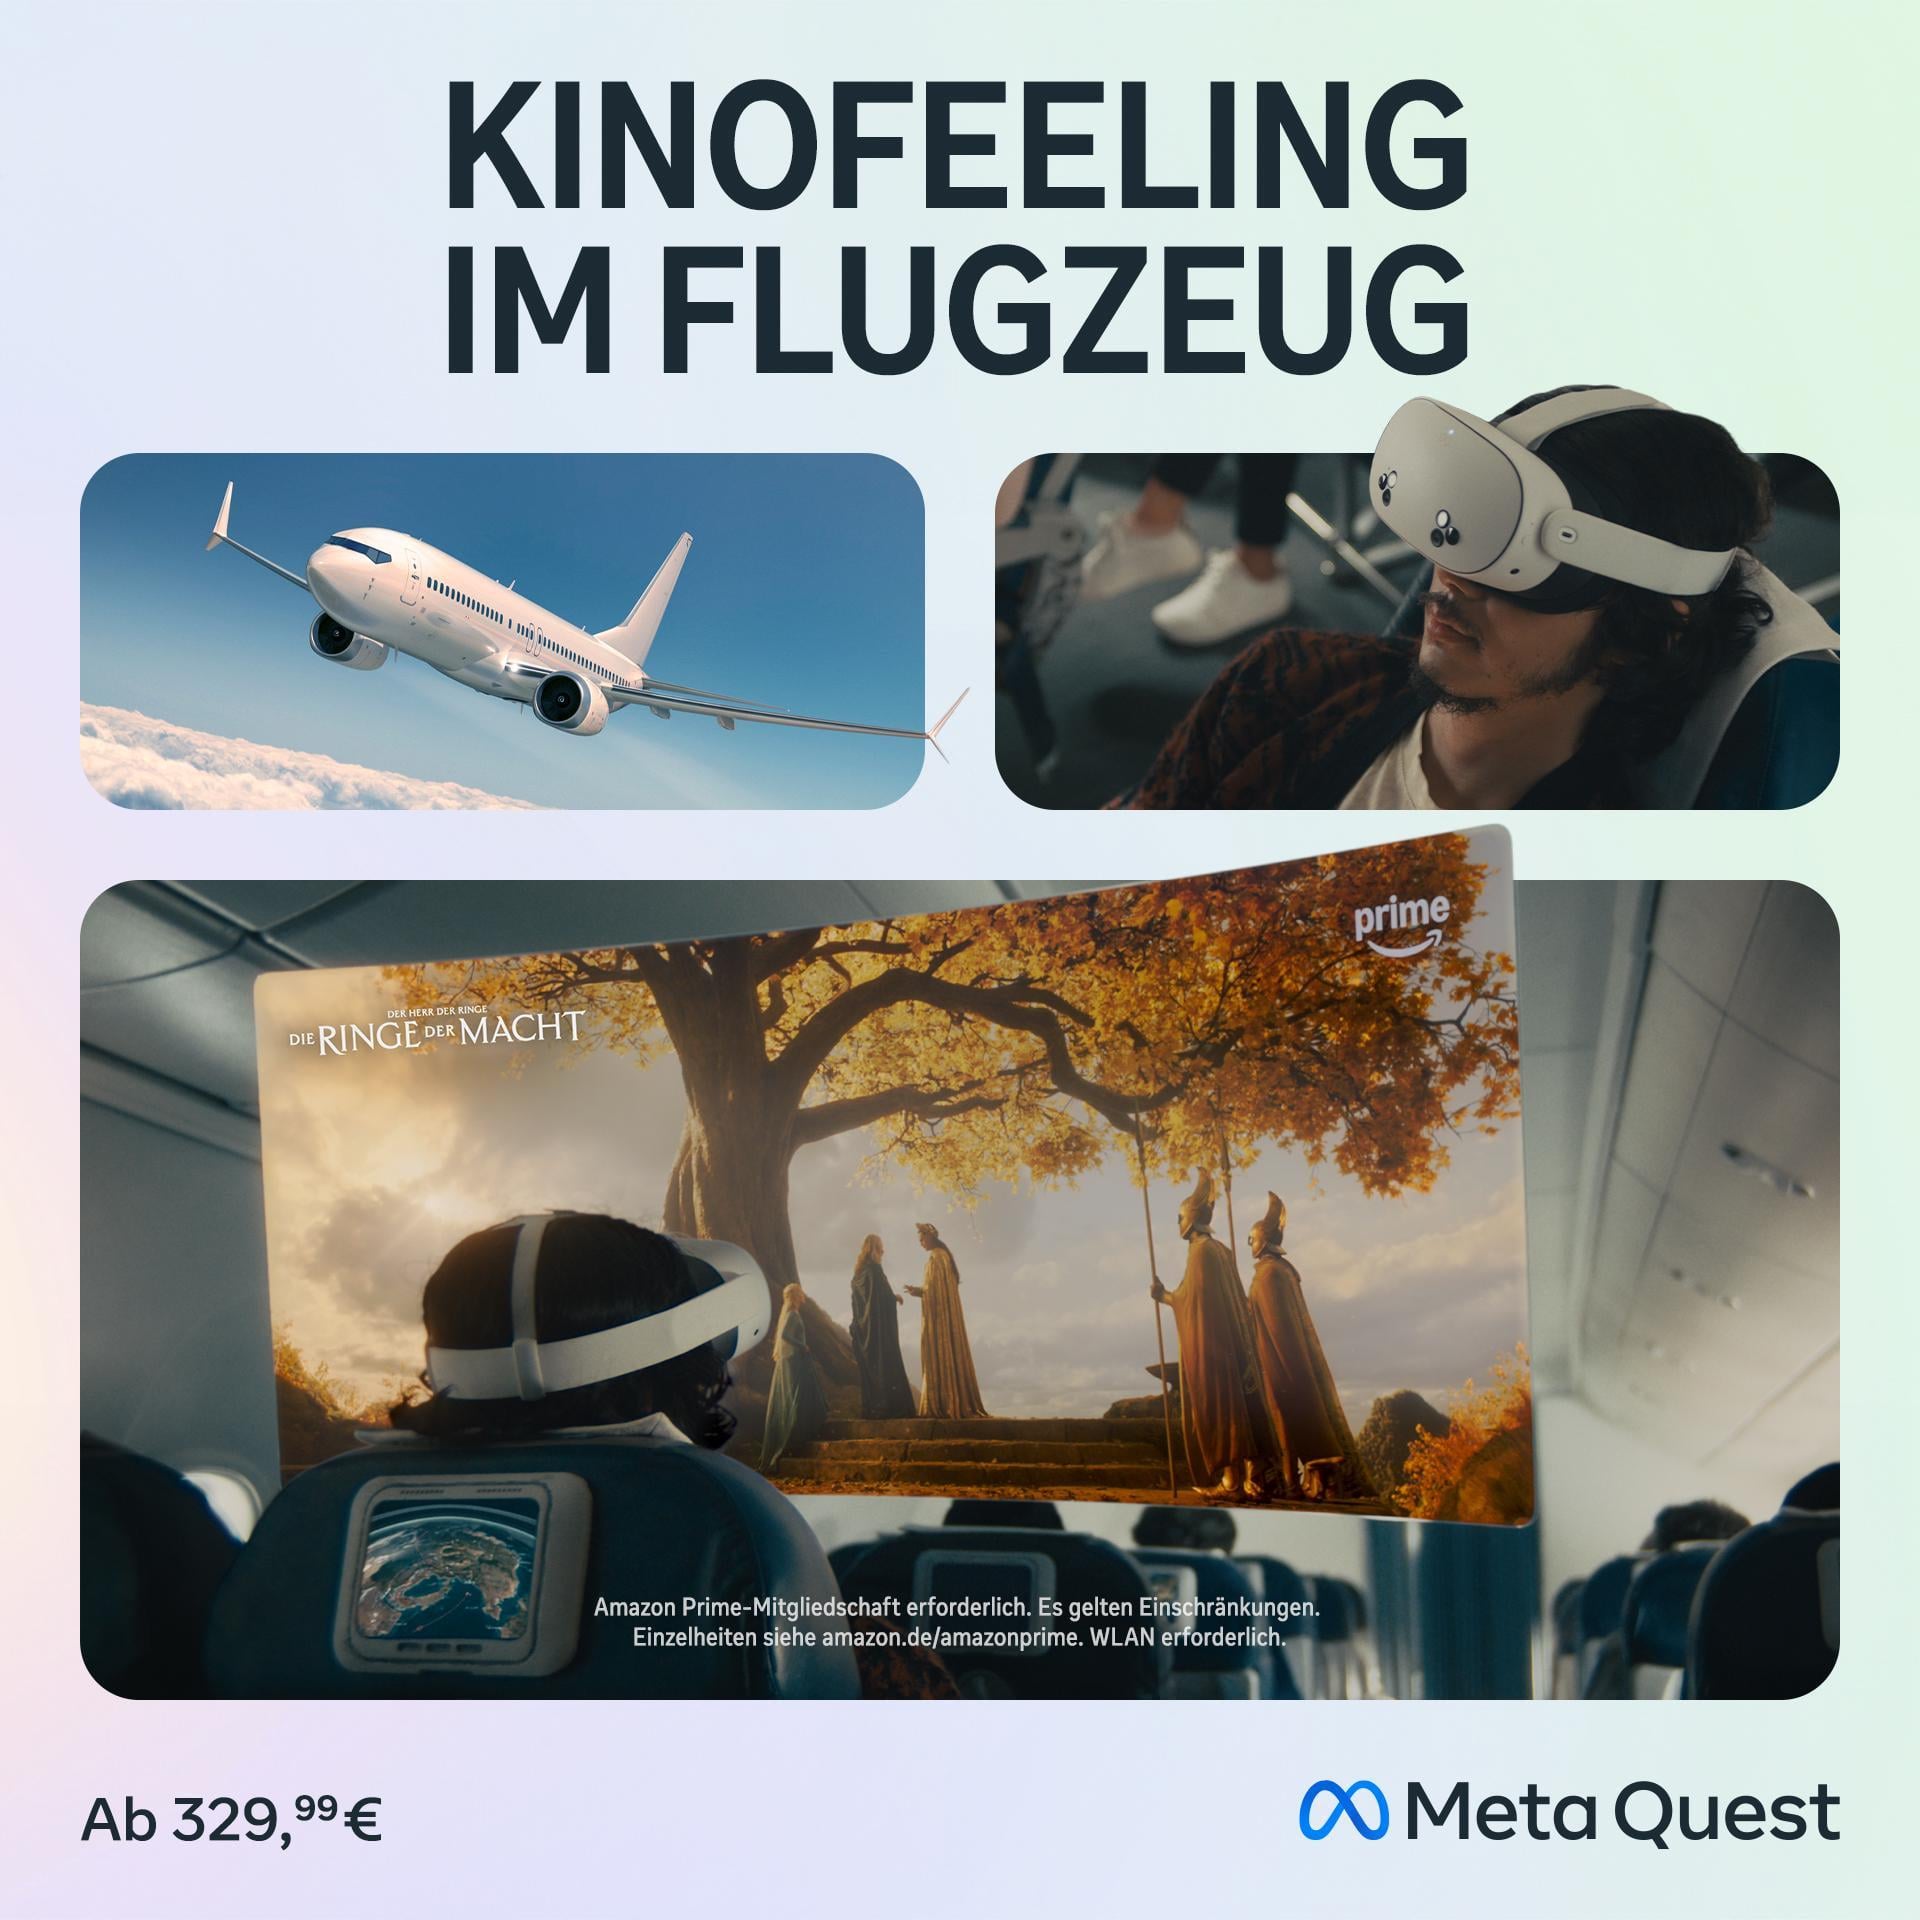 KINOFEELING
IM FLUGZEUG
prime
DER HERR DER RINGE
DIE RINGE DER MACHT
Amazon Prime-Mitgliedschaft erforderlich. Es gelten Einschränkungen.
Einzelheiten siehe amazon.de/amazonprime. WLAN erforderlich.
Ab 329,99€
Meta Quest